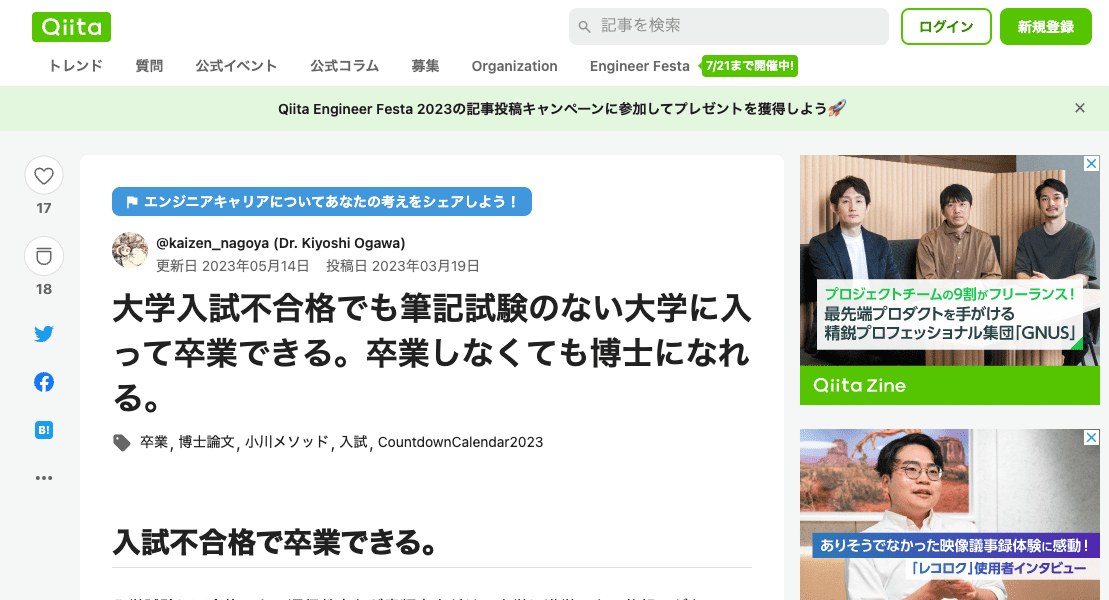 Qiita
記事を検索
ログイン
新規登録
トレンド 質問 公式イベント 公式コラム 募集 Organization Engineer Festa 7/21まで開催中!
Qiita Engineer Festa 2023の記事投稿キャンペーンに参加してプレゼントを獲得しよう🚀
17
18
B!
エンジニアキャリアについてあなたの考えをシェアしよう！
@kaizen_nagoya (Dr. Kiyoshi Ogawa)
更新日 2023年05月14日 投稿日 2023年03月19日
大学入試不合格でも筆記試験のない大学に入
って卒業できる。卒業しなくても博士になれ
る。
卒業, 博士論文, 小川メソッド, 入試, CountdownCalendar2023
入試不合格で卒業できる。
プロジェクトチームの9割がフリーランス！
最先端プロダクトを手がける
精鋭プロフェッショナル集団「GNUS」
Qiita Zine
ありそうでなかった映像議事録体験に感動！
「レコロク」使用者インタビュー